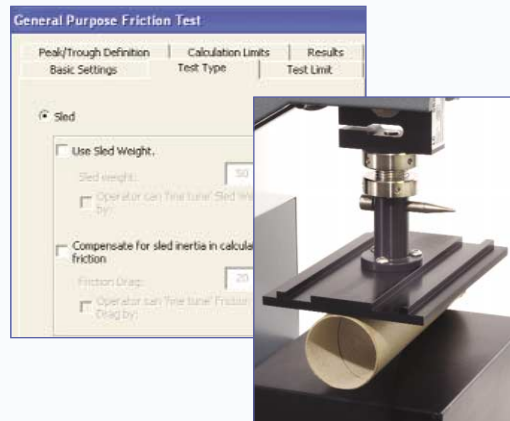 General Purpose Friction Test
Peak/Trough Definition Calculation Limits Results
Basic Settings Test Type Test Limit
Sled
Use Sled Weight.
Sled weight: 50
Operator can 'fine tune' Sled
by:
Compensate for sled inertia in
friction
Friction Drag: 20
Operator can 'fine tune' Friction
Drag by: